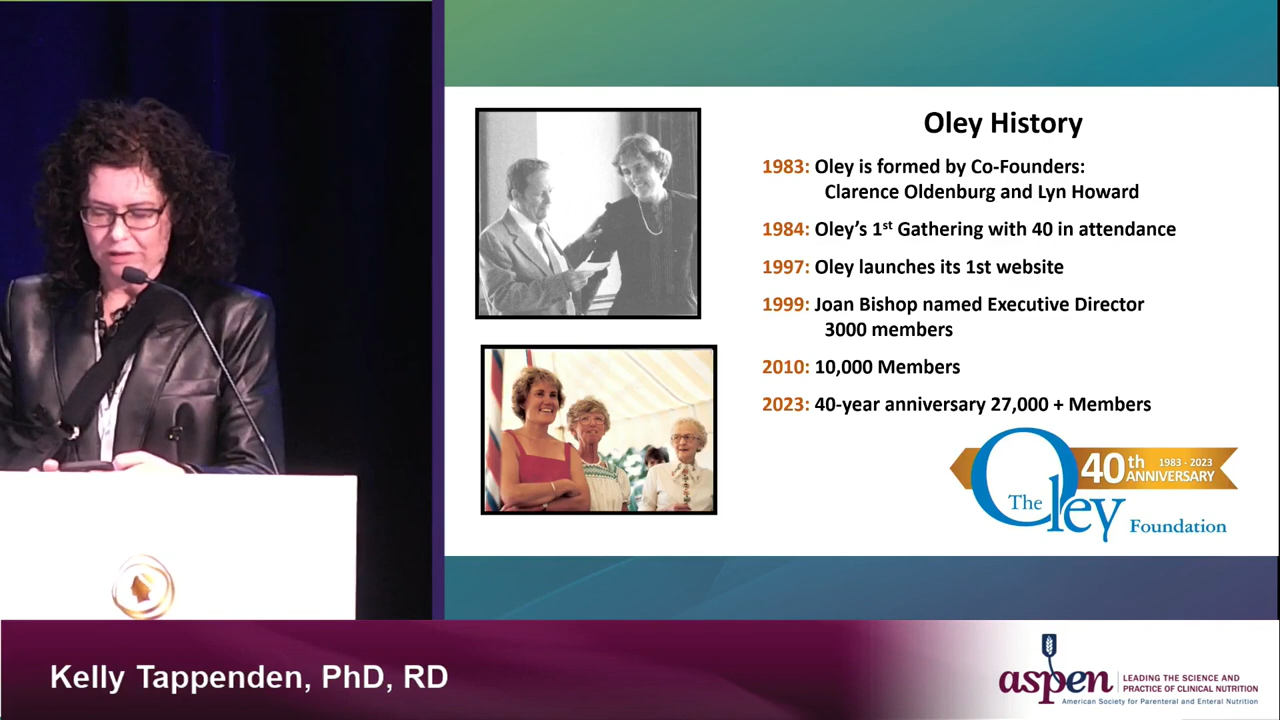 Oley History
1983: Oley is formed by Co-Founders:
Clarence Oldenburg and Lyn Howard
1984: Oley’s 1st Gathering with 40 in attendance
1997: Oley launches its 1st website
1999: Joan Bishop named Executive Director
3000 members
2010: 10,000 Members
2023: 40-year anniversary 27,000 + Members
40th ANNIVERSARY 1983 - 2023
The Oley Foundation
Kelly Tappenden, PhD, RD
aspen
LEADING THE SCIENCE AND
PRACTICE OF CLINICAL NUTRITION
American Society for Parenteral and Enteral Nutrition